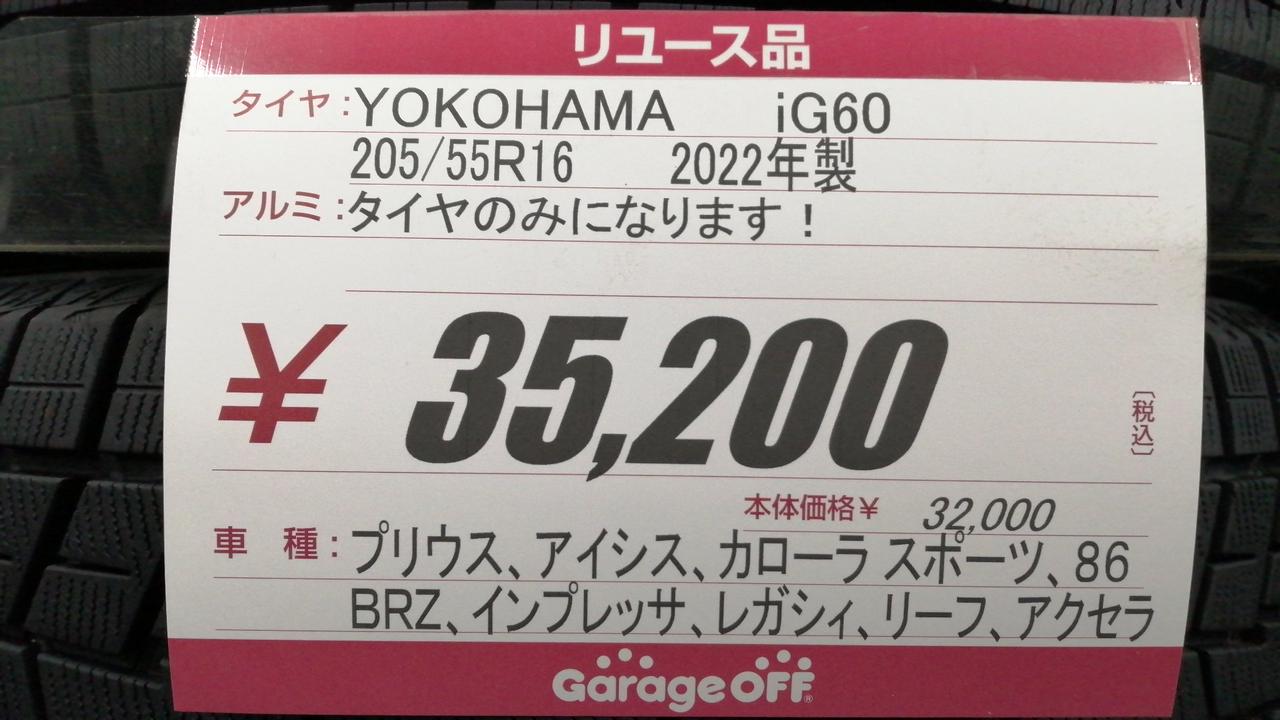 リユース品
タイヤ:YOKOHAMA iG60
205/55R16 2022年製
アルミ:タイヤのみになります！
¥ 35,200
〔税込〕
本体価格¥ 32,000
車種:プリウス、アイシス、カローラ スポーツ、86
BRZ、インプレッサ、レガシィ、リーフ、アクセラ
Garage OFF®